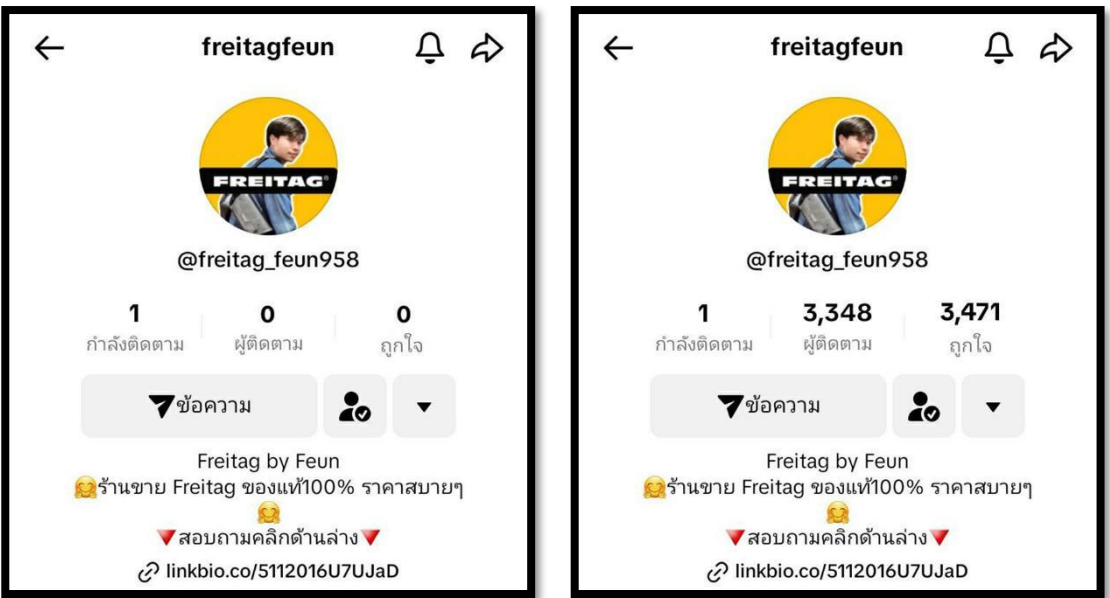 freitagfeun
FREITAG®
@freitag_feun958
1 0 0
กำลังติดตาม ผู้ติดตาม ถูกใจ
ข้อความ
Freitag by Feun
🤗ร้านขาย Freitag ของแท้100% ราคาสบายๆ
🤗
🔻สอบถามคลิกด้านล่าง🔻
linkbio.co/5112016U7UJaD
freitagfeun
FREITAG®
@freitag_feun958
1 3,348 3,471
กำลังติดตาม ผู้ติดตาม ถูกใจ
ข้อความ
Freitag by Feun
🤗ร้านขาย Freitag ของแท้100% ราคาสบายๆ
🤗
🔻สอบถามคลิกด้านล่าง🔻
linkbio.co/5112016U7UJaD